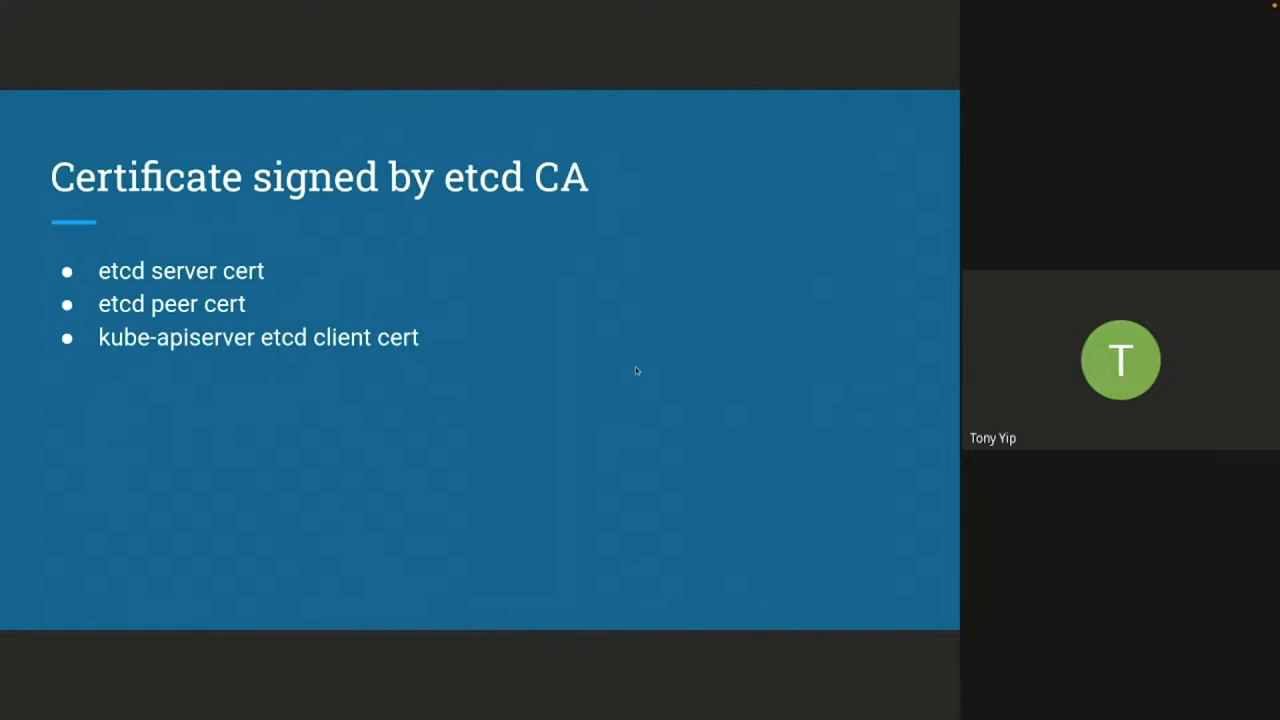 Certificate signed by etcd CA
● etcd server cert
● etcd peer cert
● kube-apiserver etcd client cert
T
Tony Yip